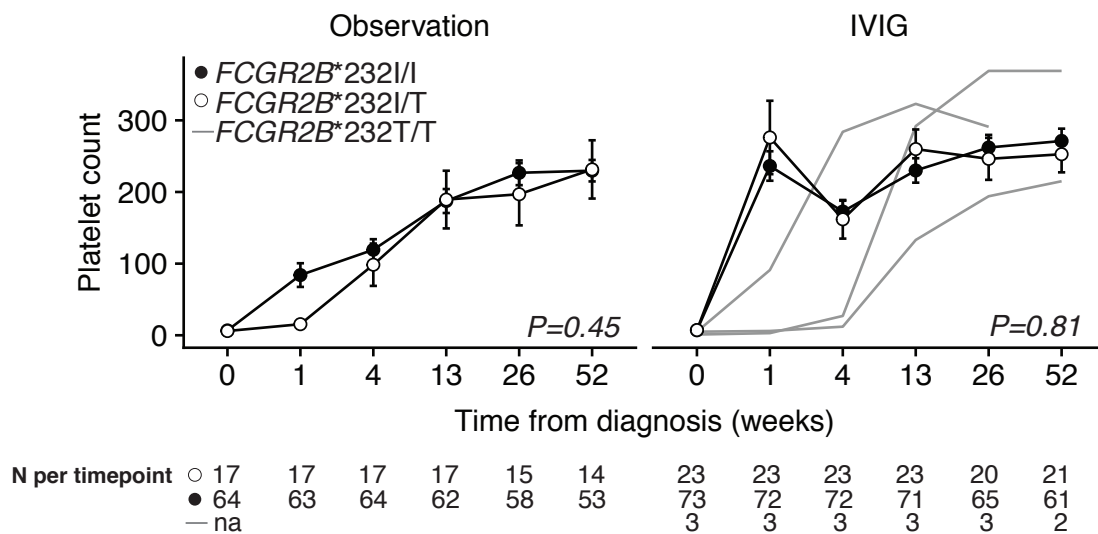 Observation IVIG
FCGR2B*232I/I
FCGR2B*232I/T
FCGR2B*232T/T
Platelet count
300
200
100
0
P=0.45 P=0.81
0 1 4 13 26 52 0 1 4 13 26 52
Time from diagnosis (weeks)
N per timepoint 17 17 17 17 15 14 23 23 23 23 20 21
64 63 64 62 58 53 73 72 72 71 65 61
na 3 3 3 3 3 2